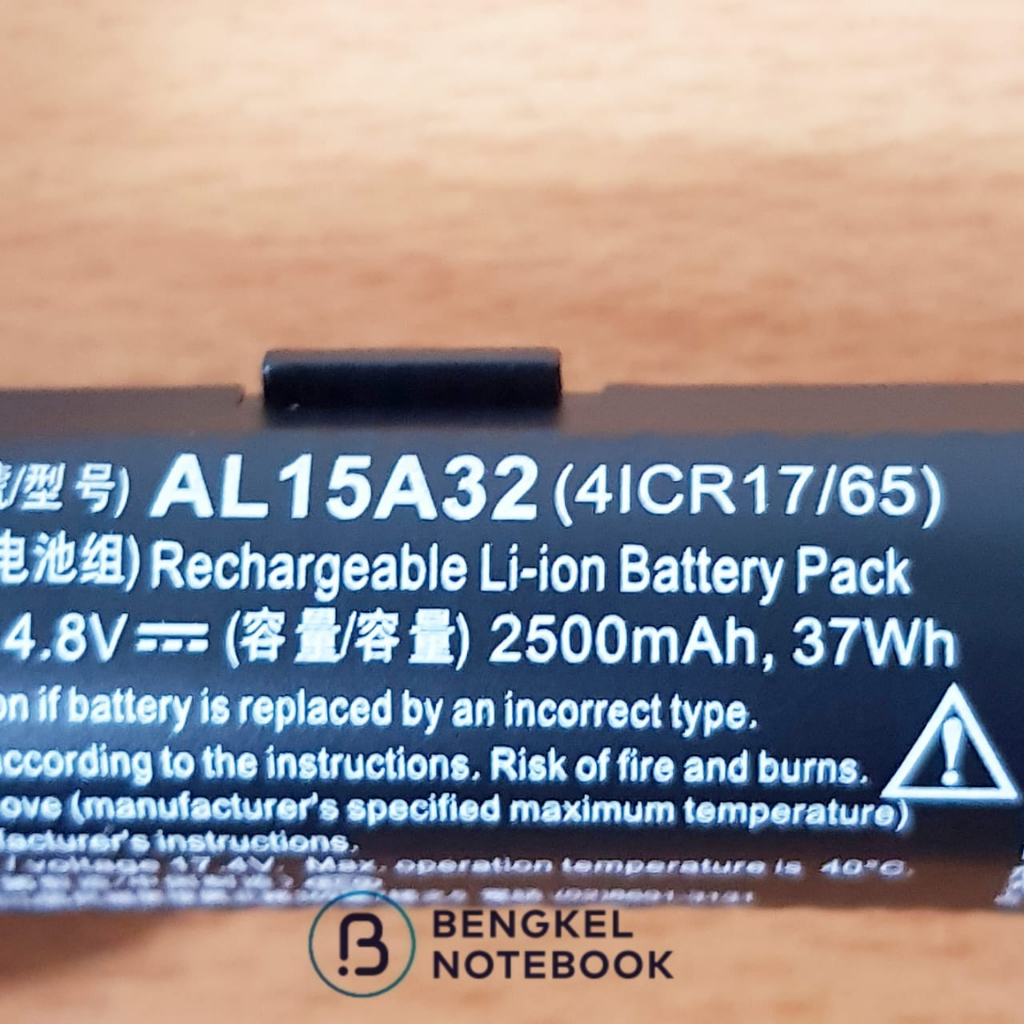 /型号) AL15A32 (4ICR17/65)
电池组) Rechargeable Li-ion Battery Pack
4.8V (容量/容量) 2500mAh, 37Wh
on if battery is replaced by an incorrect type.
according to the instructions. Risk of fire and burns.
ove (manufacturer's specified maximum temperature)
facturer's instructions.
voltage 17.4V, Max. operation temperature is 40°C.
BENGKEL
NOTEBOOK